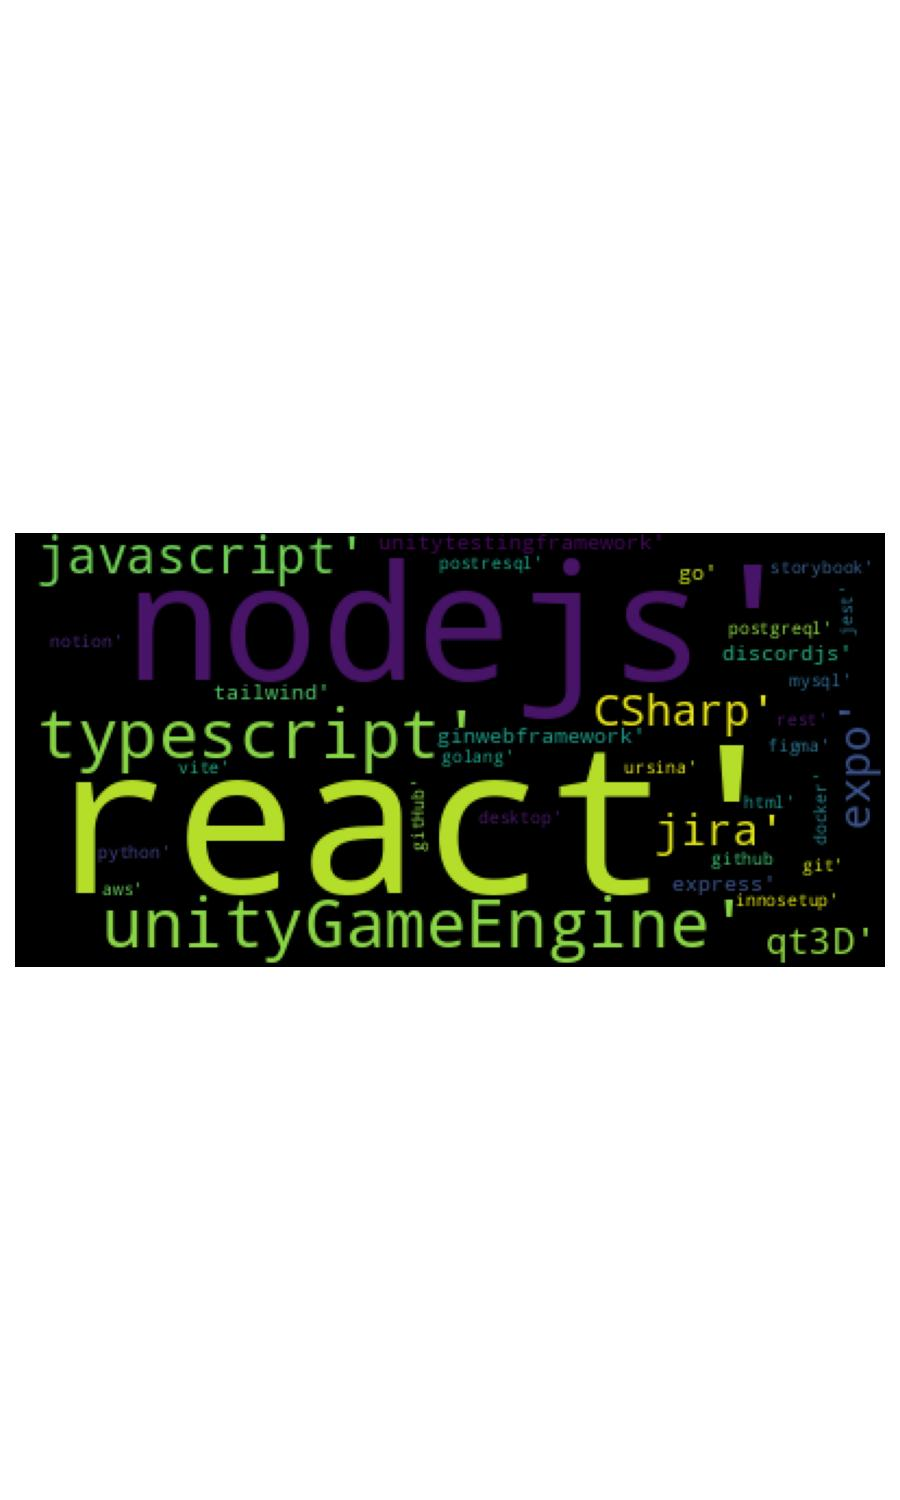 javascript'
unitytestingframework'
postresql'
go'
storybook'
nodejs'
jest'
postgreql'
notion'
discordjs'
mysql'
tailwind'
CSharp'
typescript'
rest'
expo'
ginwebframework'
figma'
golang'
vite'
ursina'
react'
html'
docker'
gitHub'
desktop'
jira'
python'
github
git'
aws'
express'
innosetup'
unityGameEngine'
qt3D'